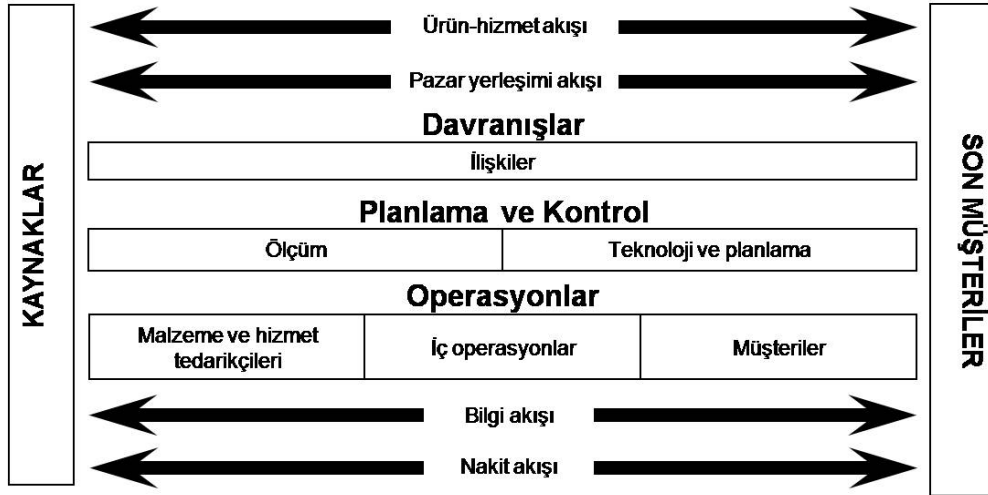 KAYNAKLAR
Ürün-hizmet akışı
Pazar yerleşimi akışı
Davranışlar
İlişkiler
Planlama ve Kontrol
Ölçüm
Teknoloji ve planlama
Operasyonlar
Malzeme ve hizmet
tedarikçileri
İç operasyonlar
Müşteriler
Bilgi akışı
Nakit akışı
SON MÜŞTERİLER